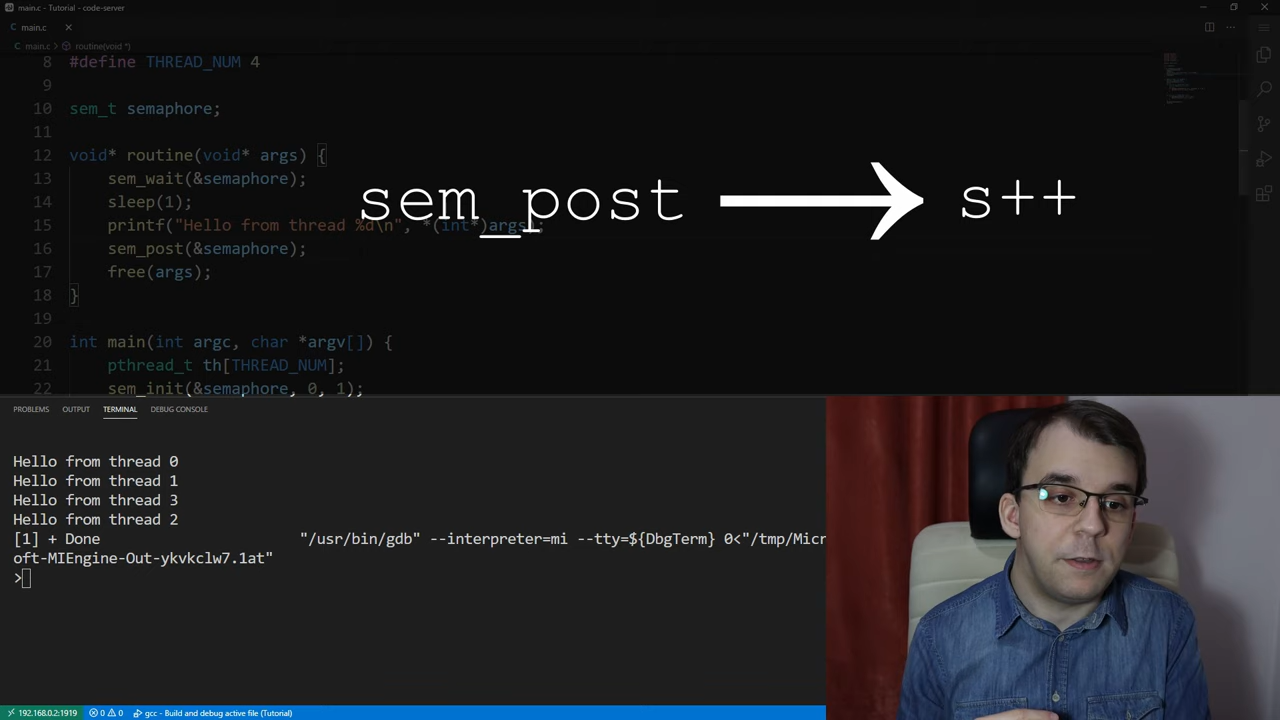 main.c - Tutorial - code-server
main.c
main.c > routine(void *)
8 #define THREAD_NUM 4
9
10 sem_t semaphore;
11
12 void* routine(void* args) {
13 sem_wait(&semaphore);
14 sleep(1);
15 printf("Hello from thread %d\n", *(int*)args);
16 sem_post(&semaphore);
17 free(args);
18 }
19
20 int main(int argc, char *argv[]) {
21 pthread_t th[THREAD_NUM];
22 sem_init(&semaphore, 0, 1);
sem_post → s++
PROBLEMS OUTPUT TERMINAL DEBUG CONSOLE
Hello from thread 0
Hello from thread 1
Hello from thread 3
Hello from thread 2
[1] + Done "/usr/bin/gdb" --interpreter=mi --tty=${DbgTerm} 0<"/tmp/Micr
oft-MIEngine-Out-ykvkclw7.1at"
>
192.168.0.2:1919 0 0 gcc - Build and debug active file (Tutorial)